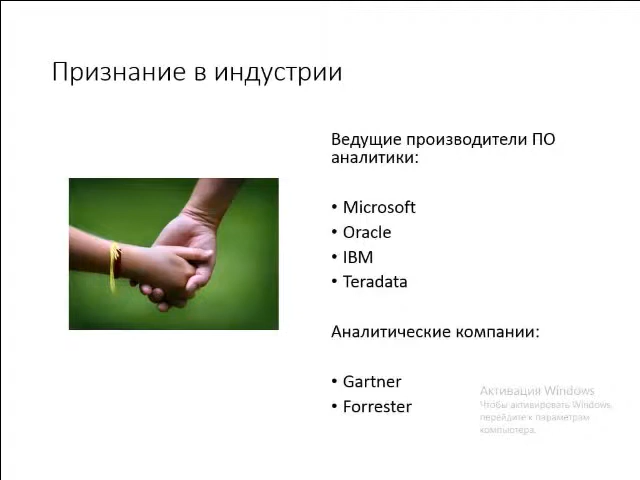 Признание в индустрии
Ведущие производители ПО
аналитики:
• Microsoft
• Oracle
• IBM
• Teradata
Аналитические компании:
• Gartner
• Forrester
Активация Windows
Чтобы активировать Windows,
перейдите к параметрам
компьютера.